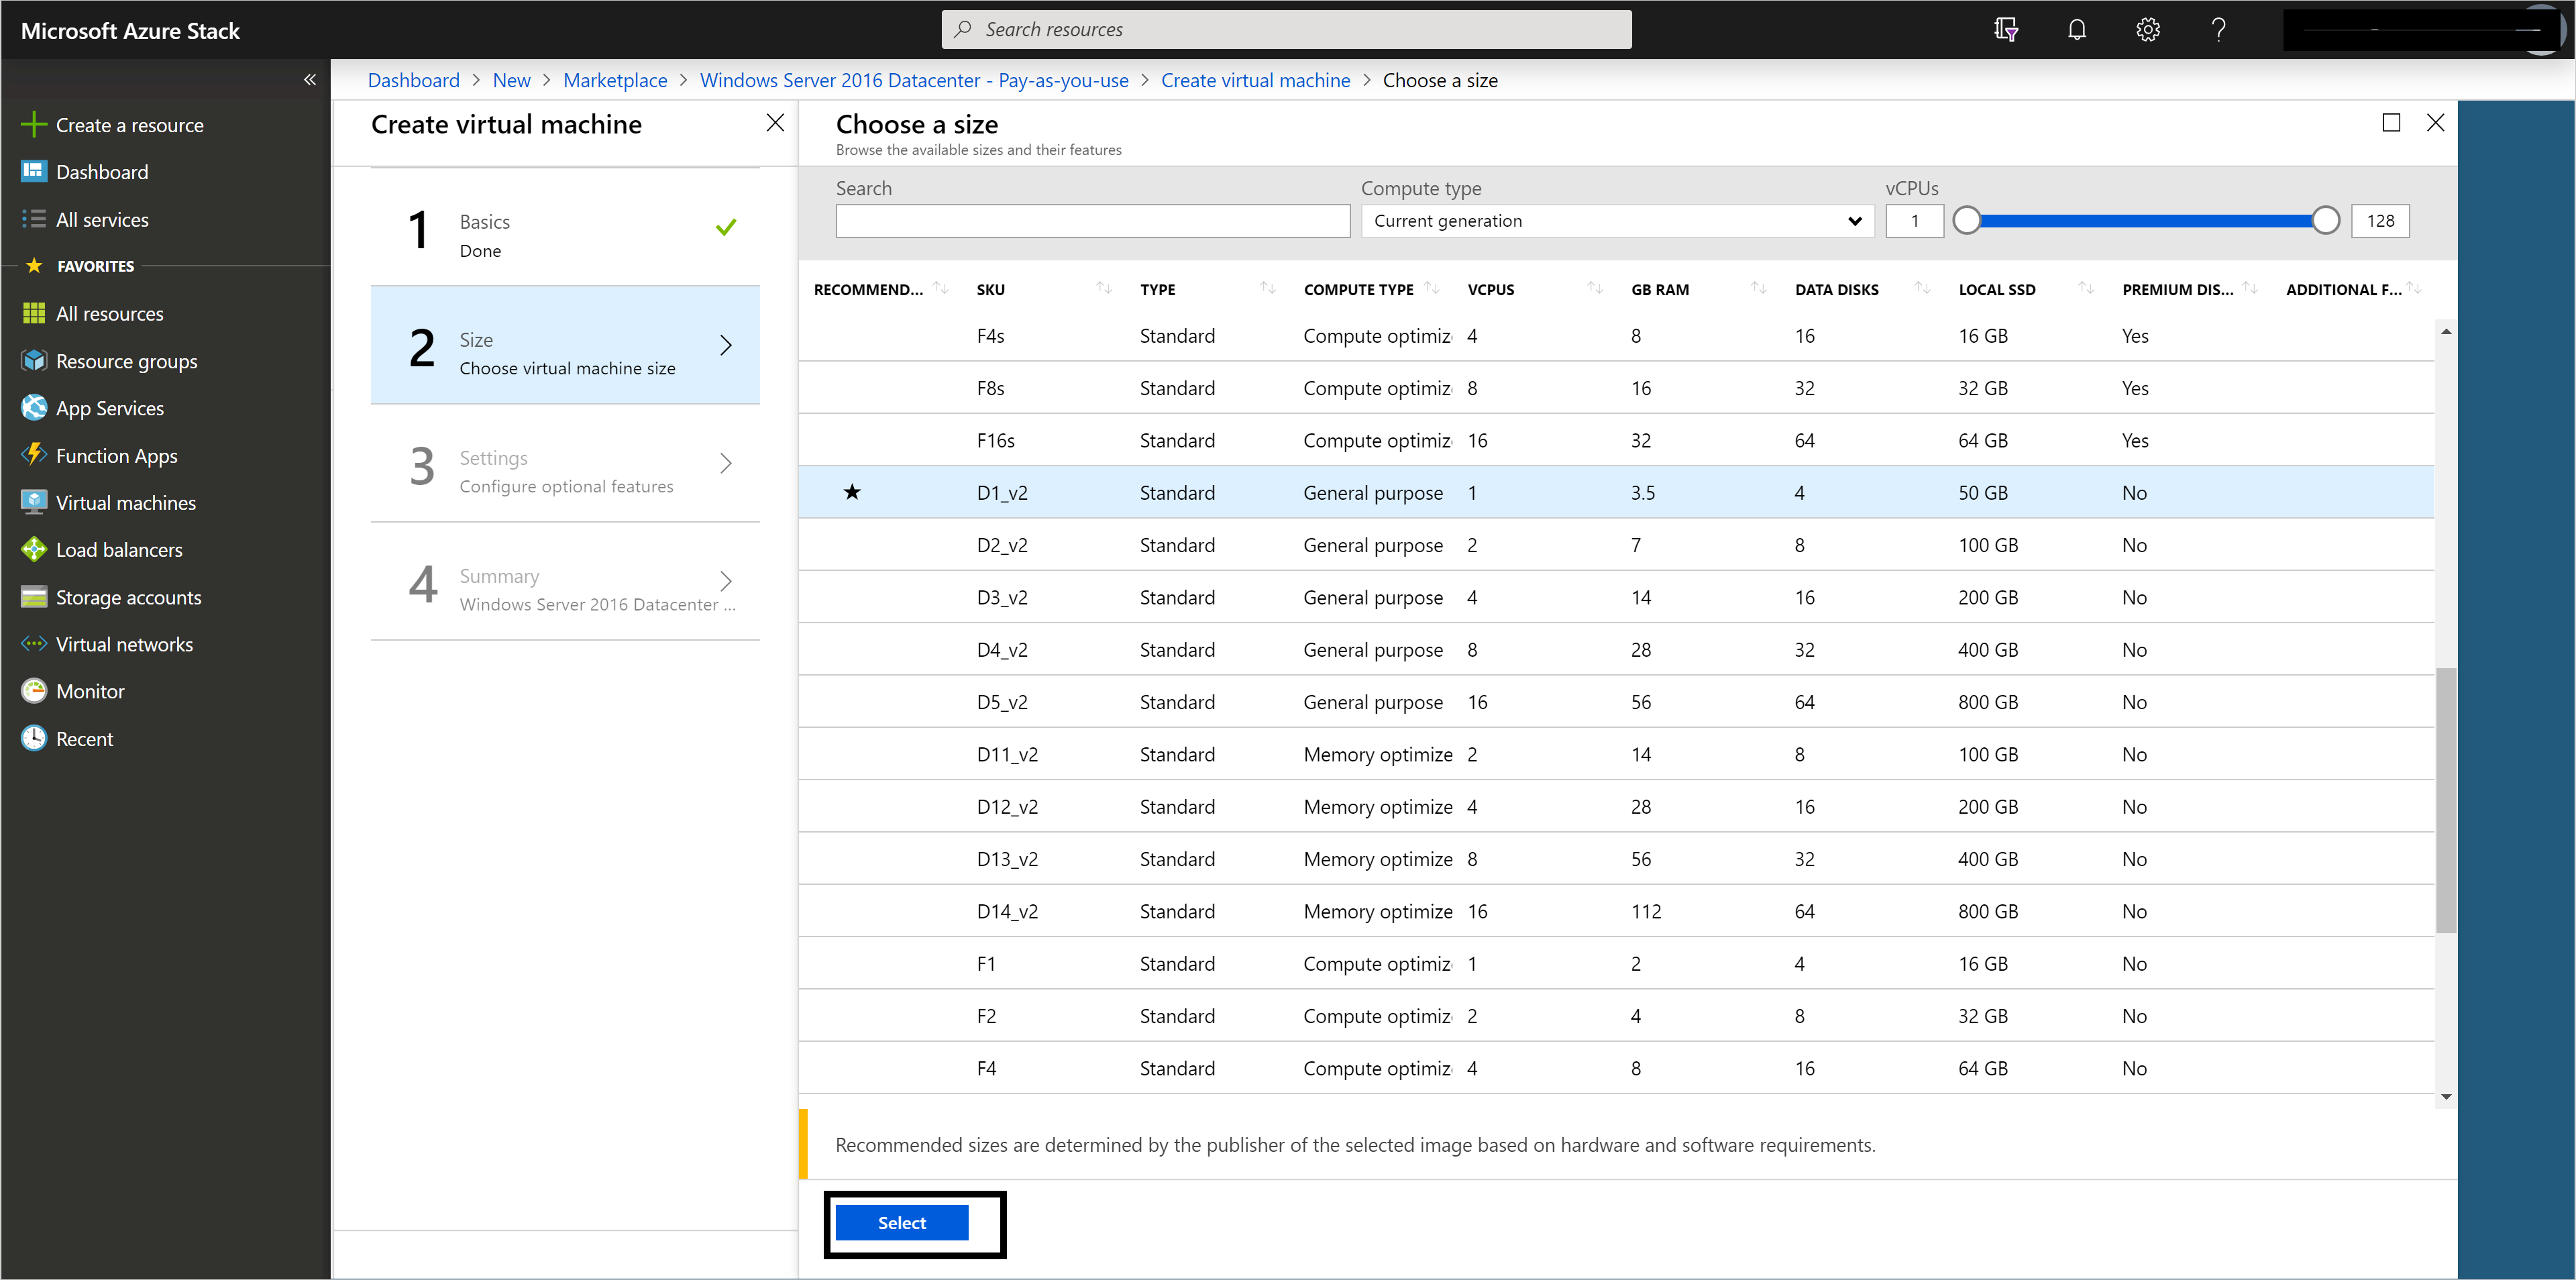 Microsoft Azure Stack
Search resources
Dashboard > New > Marketplace > Windows Server 2016 Datacenter - Pay-as-you-use > Create virtual machine > Choose a size
Create a resource
Dashboard
All services
FAVORITES
All resources
Resource groups
App Services
Function Apps
Virtual machines
Load balancers
Storage accounts
Virtual networks
Monitor
Recent
Create virtual machine
1 Basics
Done
2 Size
Choose virtual machine size
3 Settings
Configure optional features
4 Summary
Windows Server 2016 Datacenter ...
Choose a size
Browse the available sizes and their features
Search Compute type vCPUs
Current generation 1 128
RECOMMEND... SKU TYPE COMPUTE TYPE VCPUS GB RAM DATA DISKS LOCAL SSD PREMIUM DIS... ADDITIONAL F...
F4s Standard Compute optimiz 4 8 16 16 GB Yes
F8s Standard Compute optimiz 8 16 32 32 GB Yes
F16s Standard Compute optimiz 16 32 64 64 GB Yes
★ D1_v2 Standard General purpose 1 3.5 4 50 GB No
D2_v2 Standard General purpose 2 7 8 100 GB No
D3_v2 Standard General purpose 4 14 16 200 GB No
D4_v2 Standard General purpose 8 28 32 400 GB No
D5_v2 Standard General purpose 16 56 64 800 GB No
D11_v2 Standard Memory optimize 2 14 8 100 GB No
D12_v2 Standard Memory optimize 4 28 16 200 GB No
D13_v2 Standard Memory optimize 8 56 32 400 GB No
D14_v2 Standard Memory optimize 16 112 64 800 GB No
F1 Standard Compute optimiz 1 2 4 16 GB No
F2 Standard Compute optimiz 2 4 8 32 GB No
F4 Standard Compute optimiz 4 8 16 64 GB No
Recommended sizes are determined by the publisher of the selected image based on hardware and software requirements.
Select